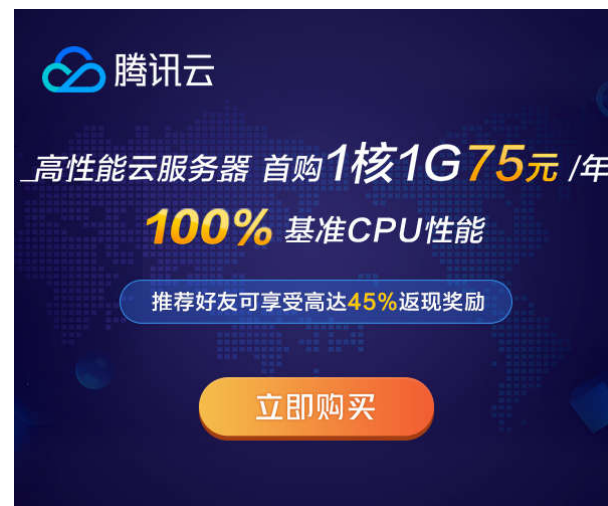 腾讯云
高性能云服务器 首购1核1G75元/年
100% 基准CPU性能
推荐好友可享受高达45%返现奖励
立即购买